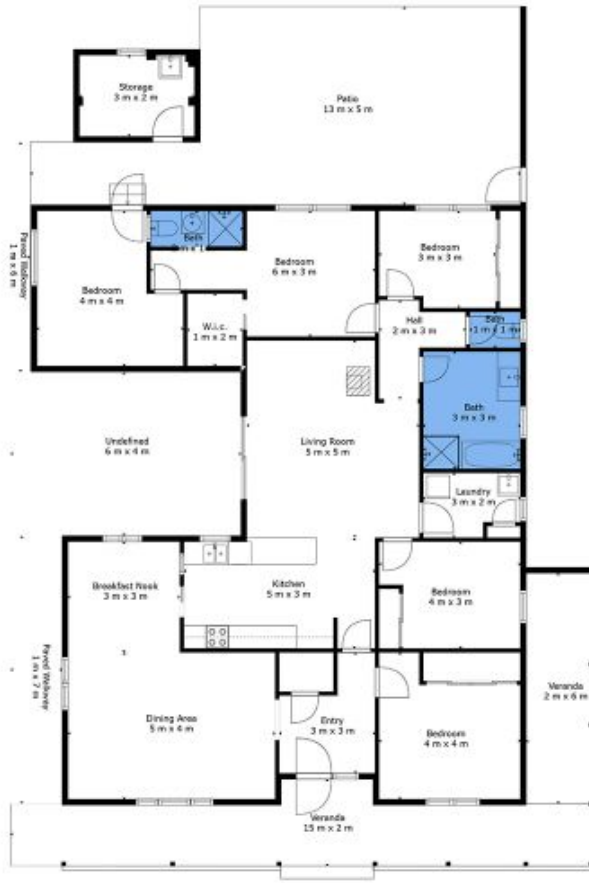 Storage
3 m x 2 m
Patio
13 m x 5 m
Paved Walkway
1 m x 6 m
Bath
Bedroom
4 m x 4 m
Bedroom
6 m x 3 m
Bedroom
3 m x 3 m
W.i.c.
1 m x 2 m
Hall
2 m x 3 m
Bath
1 m x 1 m
Bath
3 m x 3 m
Undefined
6 m x 4 m
Living Room
5 m x 5 m
Laundry
3 m x 2 m
Breakfast Nook
3 m x 3 m
Kitchen
5 m x 3 m
Bedroom
4 m x 3 m
Paved Walkway
1 m x 7 m
Dining Area
5 m x 4 m
Entry
3 m x 3 m
Bedroom
4 m x 4 m
Veranda
2 m x 6 m
Veranda
15 m x 2 m